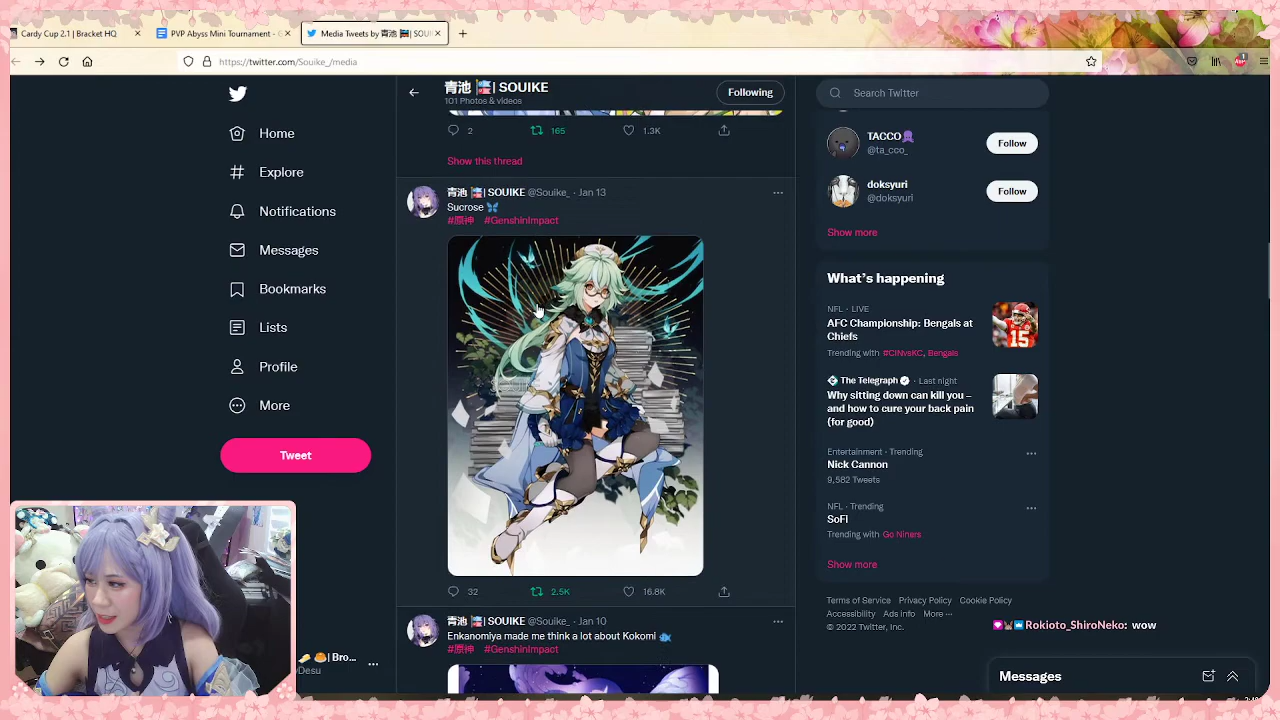 Cardy Cup 2.1 | Bracket HQ
PVP Abyss Mini Tournament - G
Media Tweets by 青池 | SOUI
https://twitter.com/Souike_/media
Home
Explore
Notifications
Messages
Bookmarks
Lists
Profile
More
Tweet
Bro...
Desu
青池 | SOUIKE
101 Photos & videos
Following
2
165
1.3K
Show this thread
青池 | SOUIKE @Souike_ · Jan 13
Sucrose
#原神 #GenshinImpact
32
2.5K
16.8K
青池 | SOUIKE @Souike_ · Jan 10
Enkanomiya made me think a lot about Kokomi
#原神 #GenshinImpact
Search Twitter
TACCO
@ta_cco_
Follow
doksyuri
@doksyuri
Follow
Show more
What's happening
NFL · LIVE
AFC Championship: Bengals at
Chiefs
Trending with #CINvsKC, Bengals
The Telegraph · Last night
Why sitting down can kill you –
and how to cure your back pain
(for good)
Entertainment · Trending
Nick Cannon
9,582 Tweets
NFL · Trending
SoFi
Trending with Go Niners
Show more
Terms of Service Privacy Policy Cookie Policy
Accessibility Ads info More ...
© 2022 Twitter, Inc.
Rokioto_ShiroNeko: wow
Messages